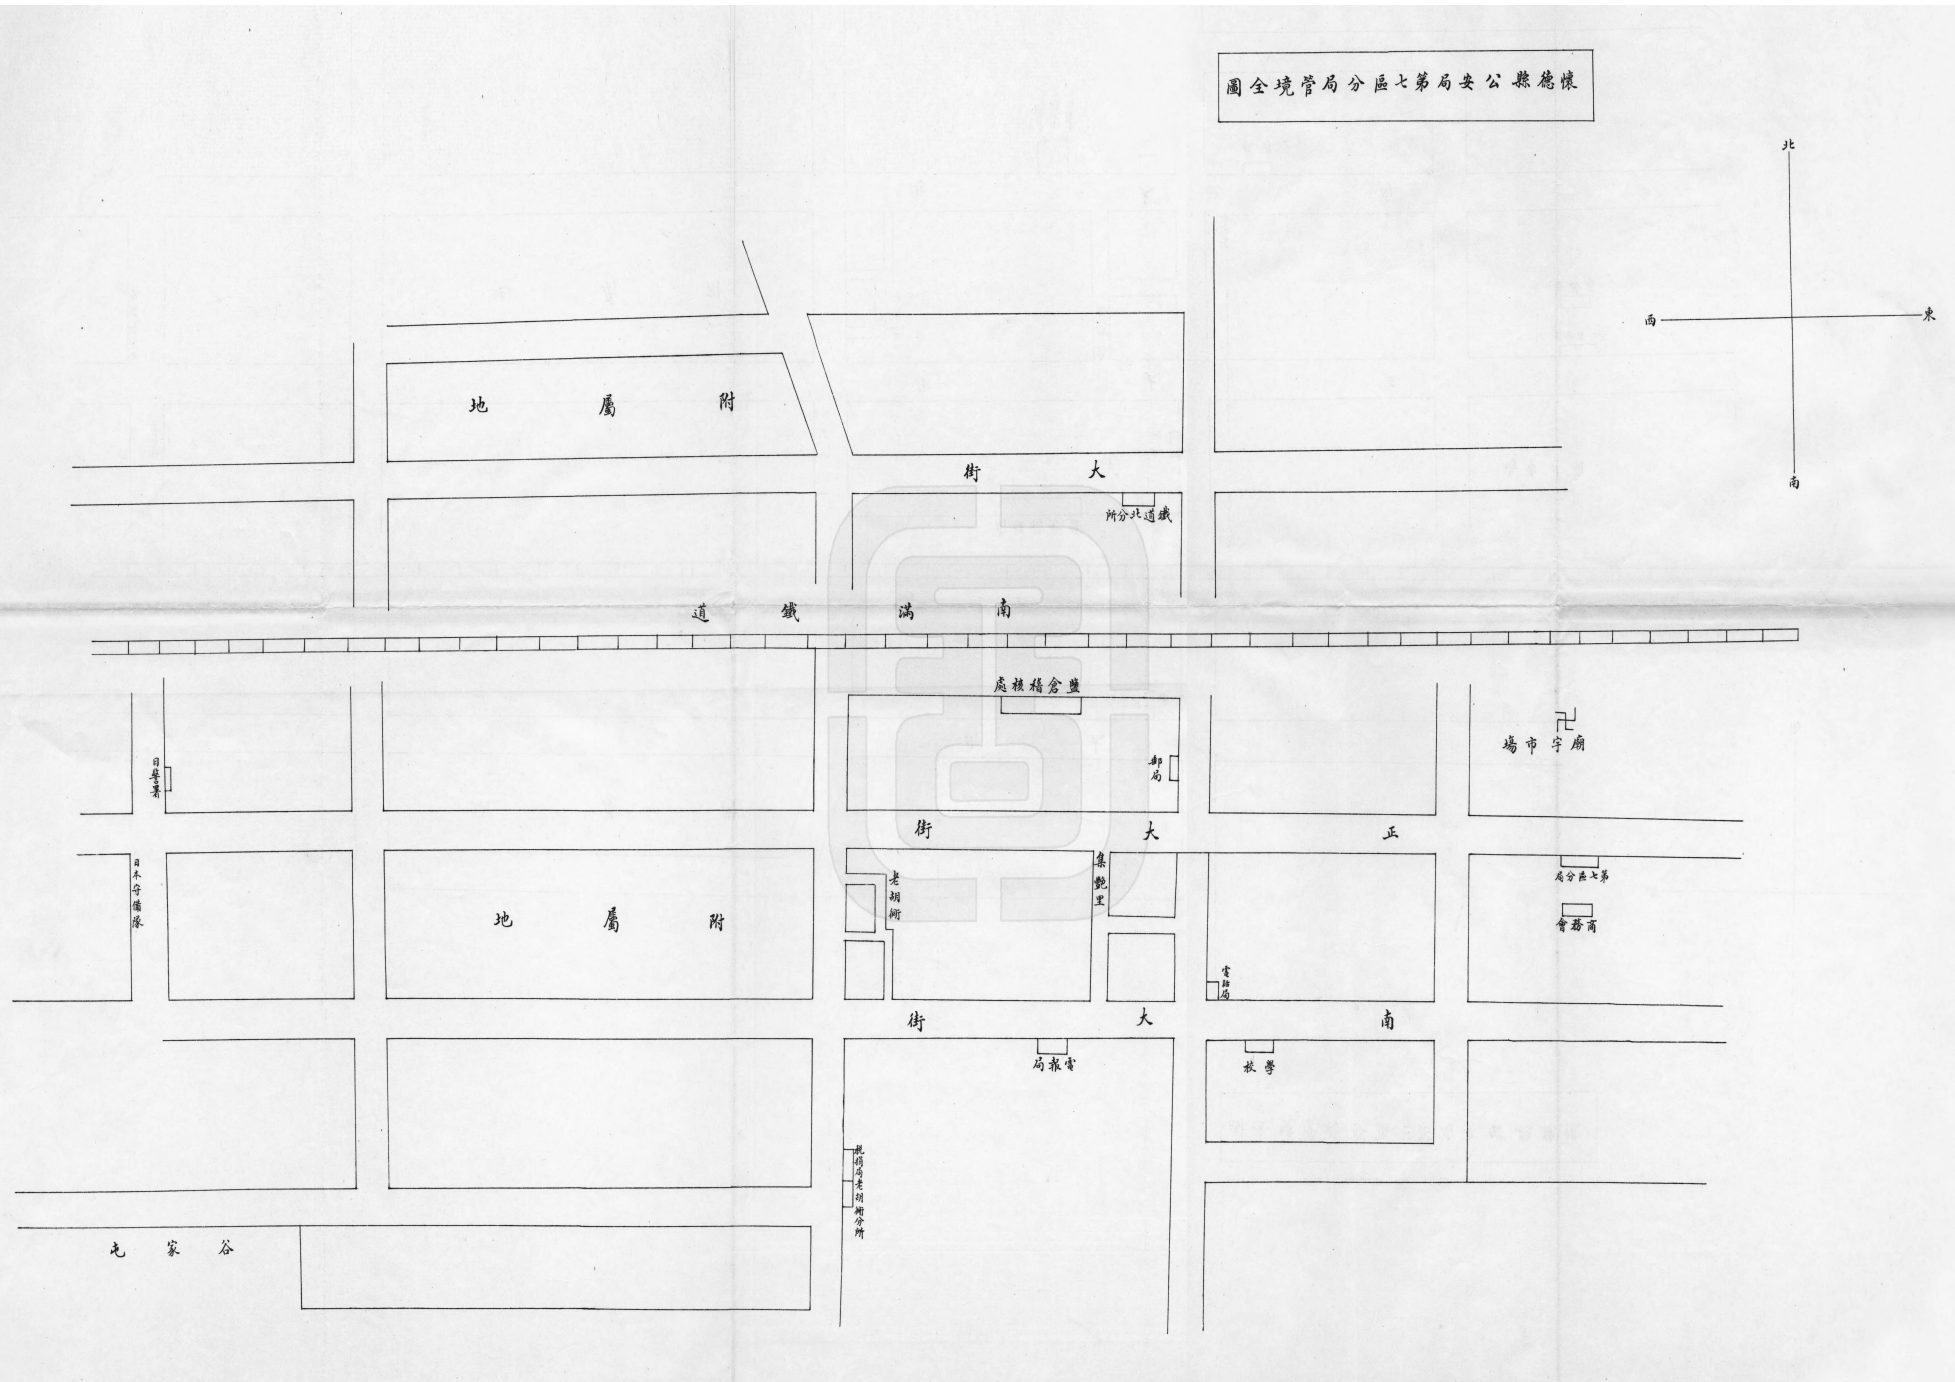 懷德縣公安局第七區分局管境全圖
北
西
東
南
附屬地
大街
鐵道北分所
南滿鐵道
鹽倉稽核處
郵局
廟宇市場
日警署
正大街
日本守備隊
老胡衕
集艷里
第七區分局
商務會
附屬地
電話局
南大街
電報局
學校
稅捐局
老胡衕分所
谷家屯